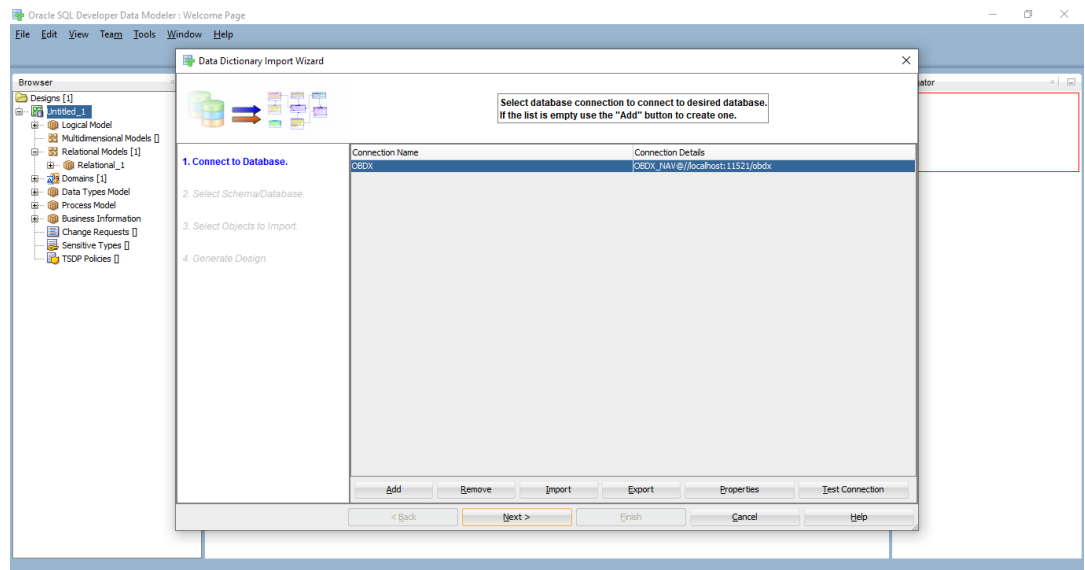 Oracle SQL Developer Data Modeler : Welcome Page
File Edit View Team Tools Window Help
Data Dictionary Import Wizard
Browser
ator
Designs [1]
Untitled_1
Logical Model
Multidimensional Models []
Relational Models [1]
Relational_1
Domains [1]
Data Types Model
Process Model
Business Information
Change Requests []
Sensitive Types []
TSDP Policies []
Select database connection to connect to desired database.
If the list is empty use the "Add" button to create one.
1. Connect to Database.
2. Select Schema/Database.
3. Select Objects to Import.
4. Generate Design.
Connection Name Connection Details
OBDX OBDX_NAV@//localhost:11521/obdx
Add Remove Import Export Properties Test Connection
< Back Next > Finish Cancel Help